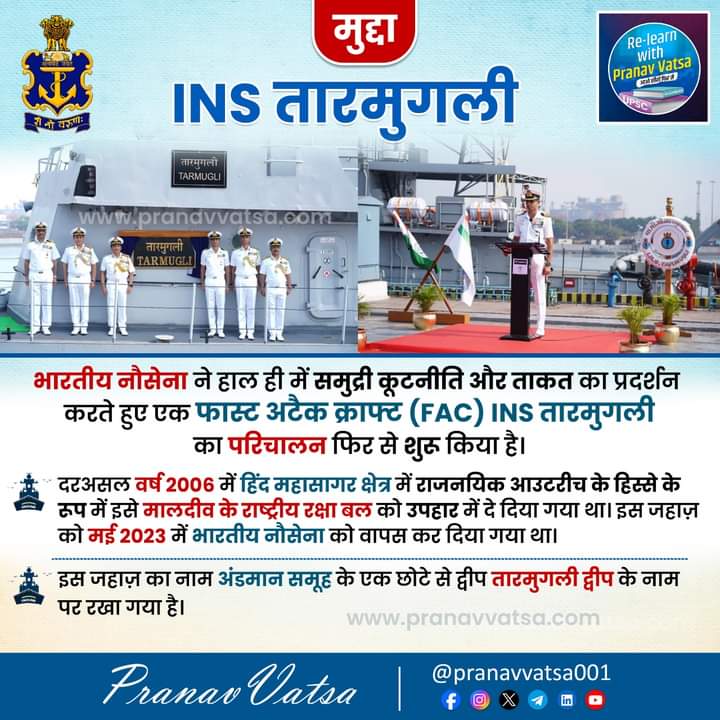 मुद्दा
Re-learn
with
Pranav Vatsa
UPSC
INS तारमुगली
तारमुगली
TARMUGLI
तारमुगली
TARMUGLI
www.pranavvatsa.com
भारतीय नौसेना ने हाल ही में समुद्री कूटनीति और ताकत का प्रदर्शन
करते हुए एक फास्ट अटैक क्राफ्ट (FAC) INS तारमुगली
का परिचालन फिर से शुरू किया है।
दरअसल वर्ष 2006 में हिंद महासागर क्षेत्र में राजनयिक आउटरीच के हिस्से के
रूप में इसे मालदीव के राष्ट्रीय रक्षा बल को उपहार में दे दिया गया था। इस जहाज़
को मई 2023 में भारतीय नौसेना को वापस कर दिया गया था।
इस जहाज़ का नाम अंडमान समूह के एक छोटे से द्वीप तारमुगली द्वीप के नाम
पर रखा गया है।
www.pranavvatsa.com
Pranav Vatsa
@pranavvatsa001